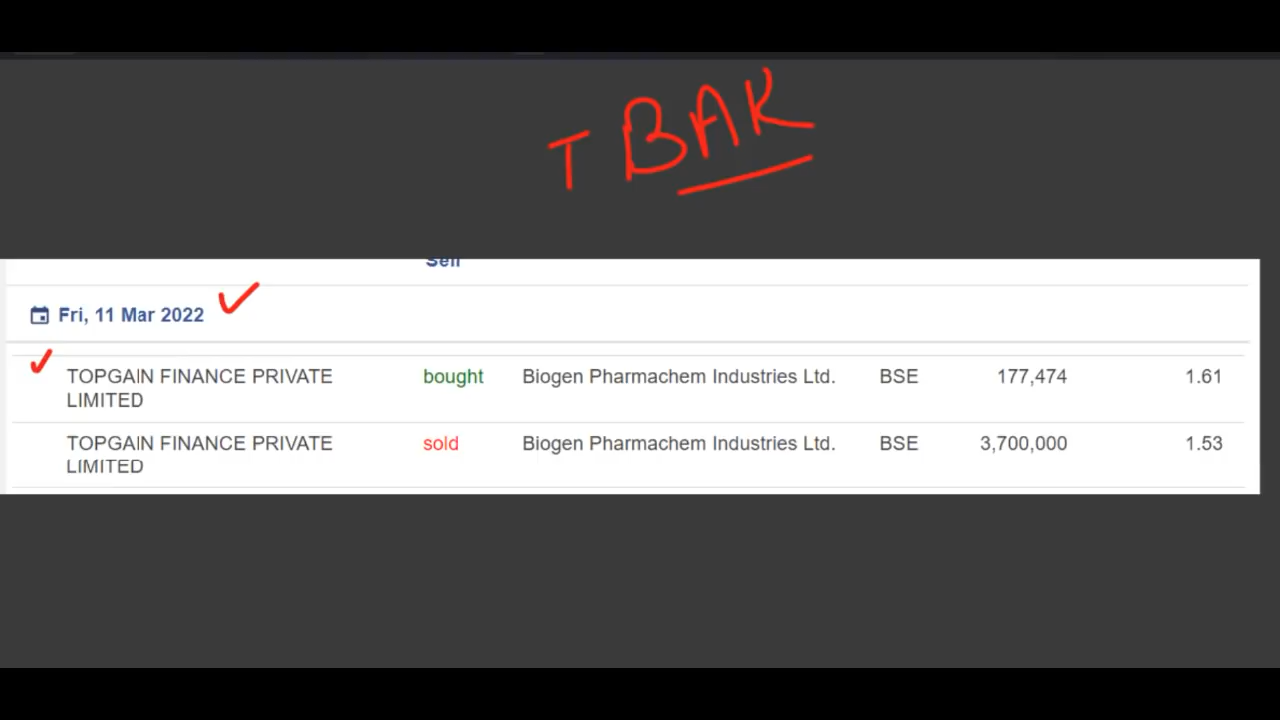 TBAK
Sell
Fri, 11 Mar 2022
TOPGAIN FINANCE PRIVATE LIMITED bought Biogen Pharmachem Industries Ltd. BSE 177,474 1.61
TOPGAIN FINANCE PRIVATE LIMITED sold Biogen Pharmachem Industries Ltd. BSE 3,700,000 1.53